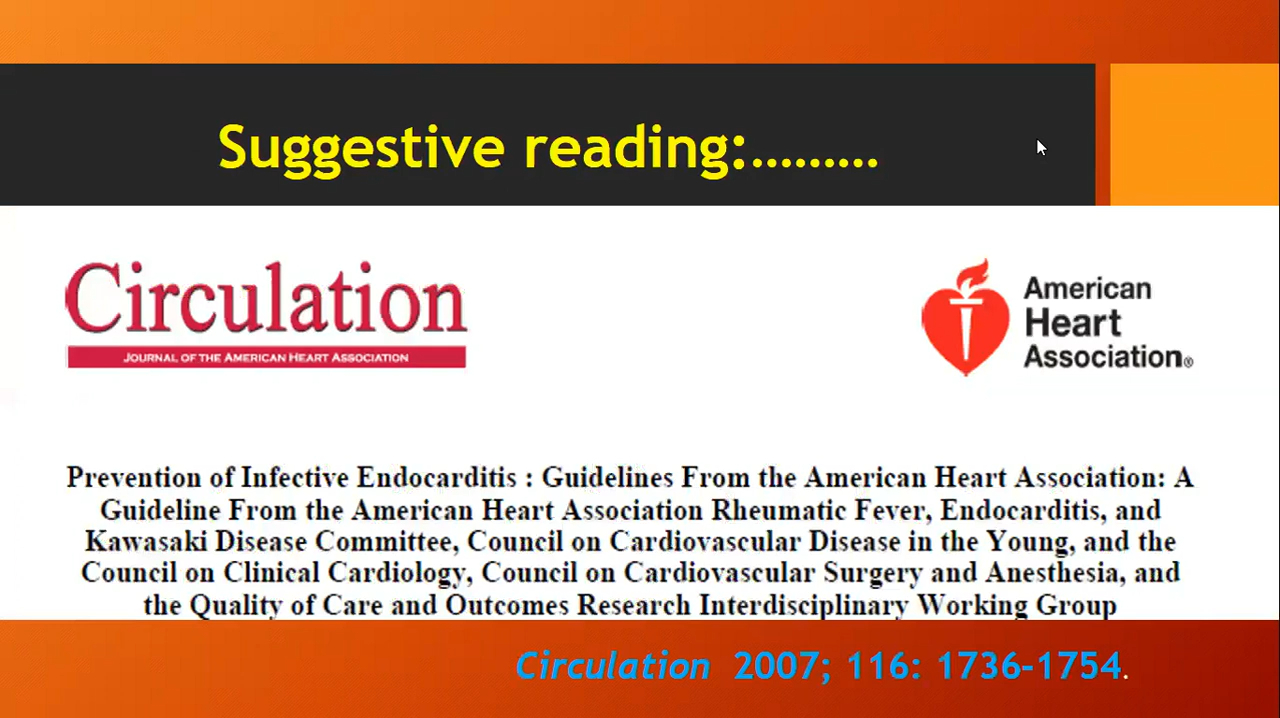 Suggestive reading:.........
Circulation
JOURNAL OF THE AMERICAN HEART ASSOCIATION
American
Heart
Association®
Prevention of Infective Endocarditis : Guidelines From the American Heart Association: A
Guideline From the American Heart Association Rheumatic Fever, Endocarditis, and
Kawasaki Disease Committee, Council on Cardiovascular Disease in the Young, and the
Council on Clinical Cardiology, Council on Cardiovascular Surgery and Anesthesia, and
the Quality of Care and Outcomes Research Interdisciplinary Working Group
Circulation 2007; 116: 1736-1754.